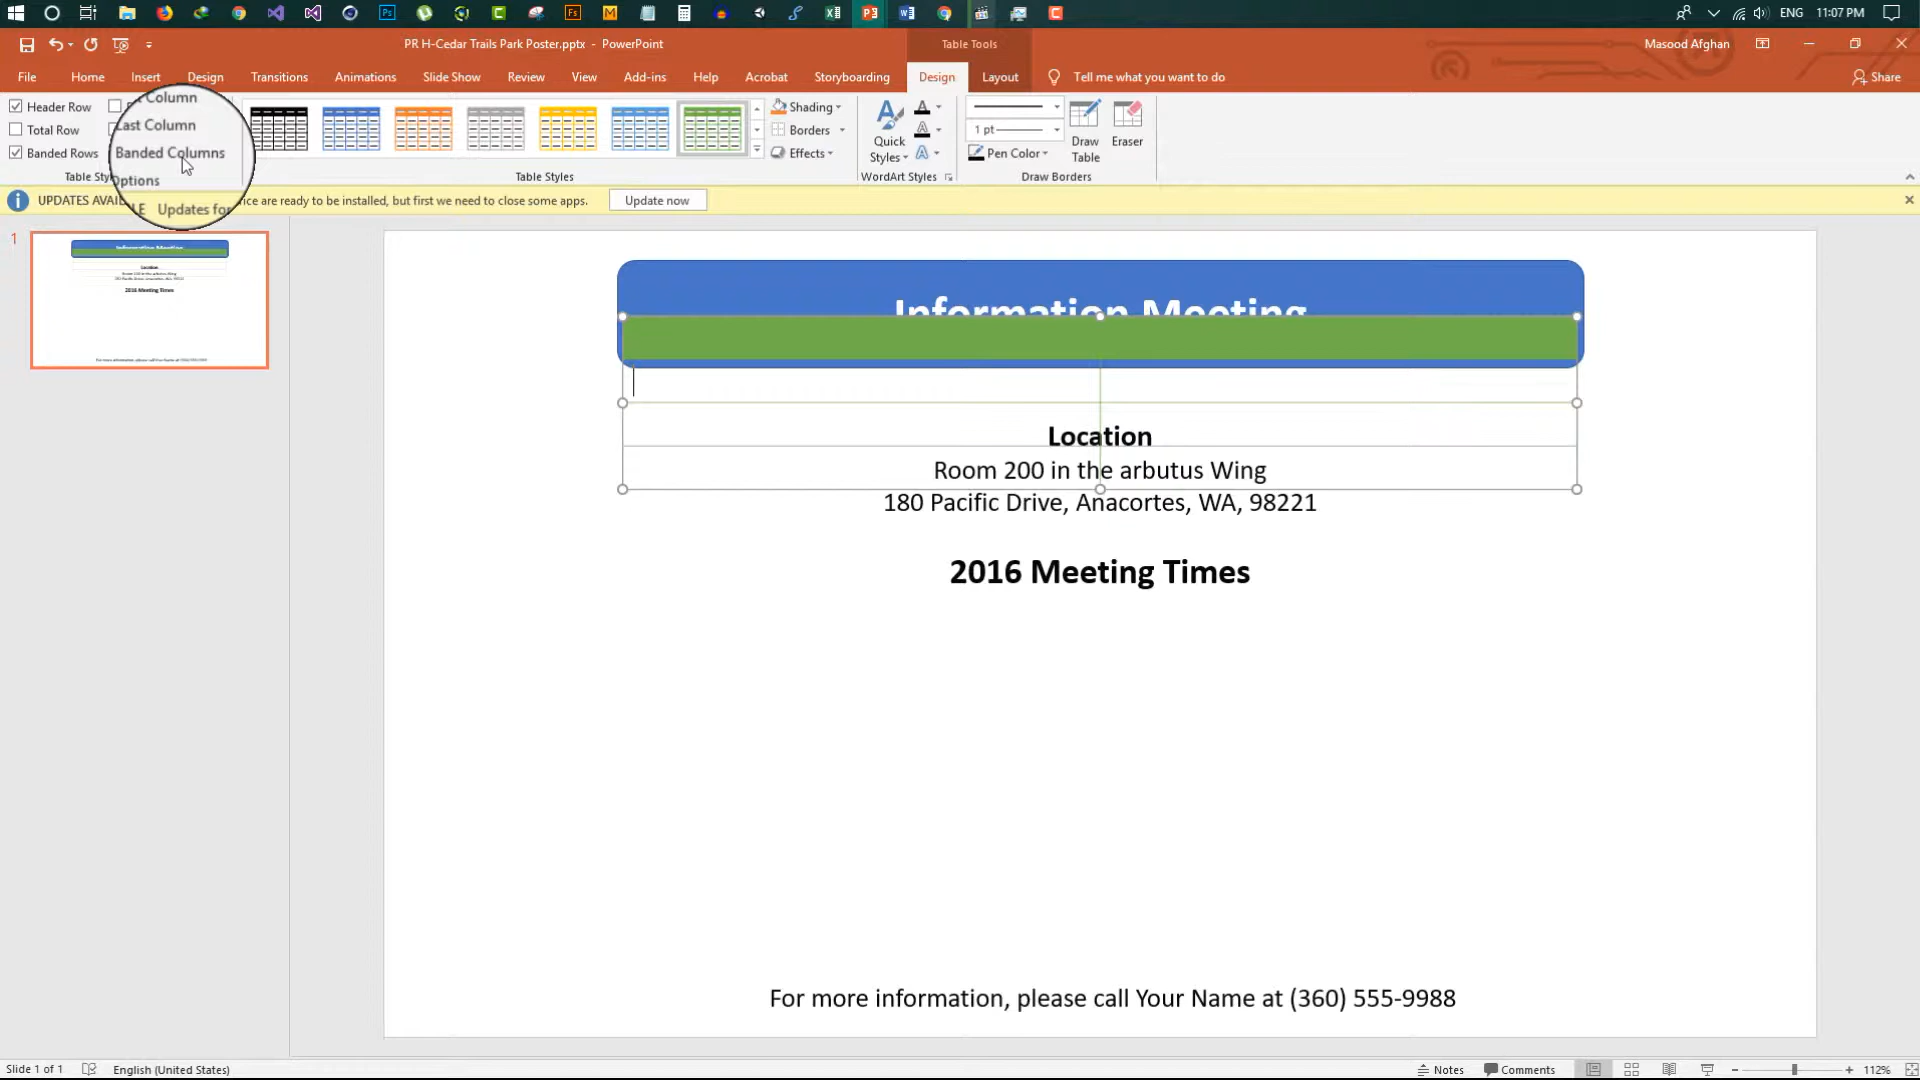 ENG 11:07 PM
PR H-Cedar Trails Park Poster.pptx - PowerPoint
Table Tools
Masood Afghan
File Home Insert Design Transitions Animations Slide Show Review View Add-ins Help Acrobat Storyboarding Design Layout Tell me what you want to do Share
Header Row
Total Row
Banded Rows
Column
Last Column
Banded Columns
Options
Table Sty
Table Styles
Shading
Borders
Effects
Quick
Styles
WordArt Styles
1 pt
Pen Color
Draw
Table
Eraser
Draw Borders
UPDATES AVAIL LE Updates for ice are ready to be installed, but first we need to close some apps. Update now
1
Information Meeting
Location
Room 200 in the arbutus Wing
180 Pacific Drive, Anacortes, WA, 98221
2016 Meeting Times
For more information, please call Your Name at (360) 555-9988
Slide 1 of 1 English (United States) Notes Comments 112%